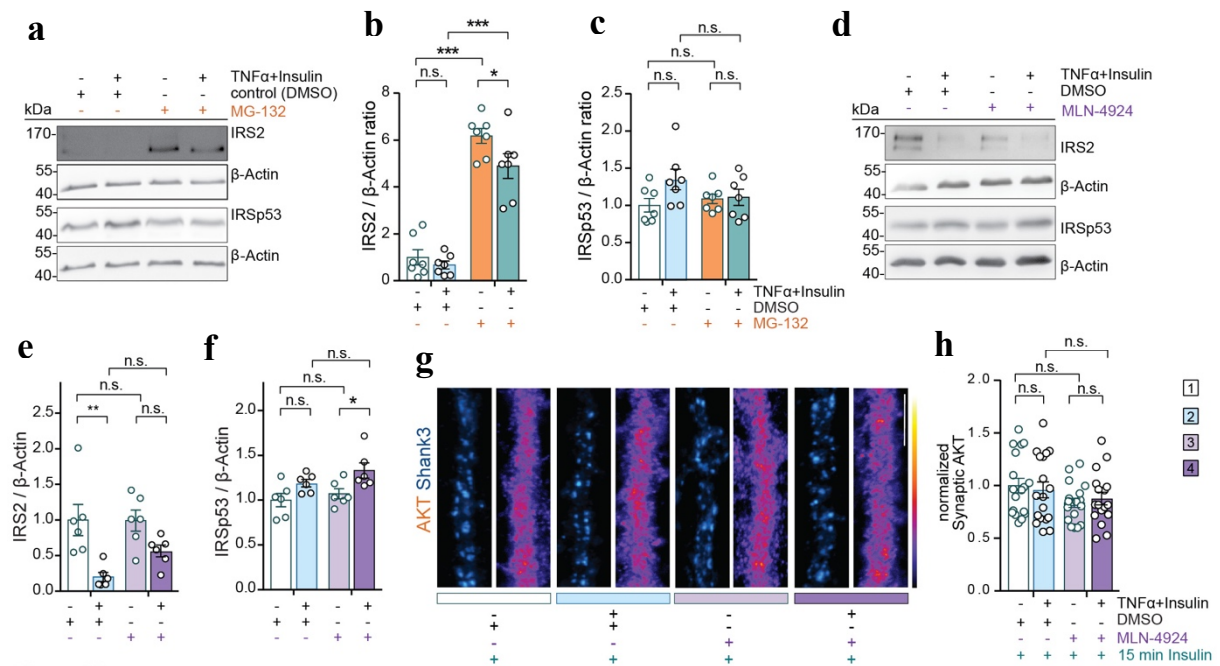 a
- + - + TNFα+Insulin
+ + - - control (DMSO)
- - + + MG-132
kDa
170
IRS2
55
40
β-Actin
55
40
IRSp53
55
40
β-Actin
b
***
***
n.s.
*
IRS2 / β-Actin ratio
8
6
4
2
0
- + - +
+ + - -
- - + +
c
n.s.
n.s.
n.s.
n.s.
IRSp53 / β-Actin ratio
2.5
2.0
1.5
1.0
0.5
0.0
- + - + TNFα+Insulin
+ + - - DMSO
- - + + MG-132
d
- + - + TNFα+Insulin
+ + - - DMSO
- - + + MLN-4924
kDa
170
IRS2
55
40
β-Actin
55
40
IRSp53
55
40
β-Actin
e
n.s.
n.s.
**
n.s.
IRS2 / β-Actin
2.5
2.0
1.5
1.0
0.5
0.0
- + - +
+ + - -
- - + +
f
n.s.
n.s.
n.s.
*
IRSp53 / β-Actin
2.5
2.0
1.5
1.0
0.5
0.0
- + - +
+ + - -
- - + +
g
AKT Shank3
- + - +
+ + - -
- - + +
+ + + +
h
n.s.
n.s.
n.s.
n.s.
normalized
Synaptic AKT
2.0
1.5
1.0
0.5
0.0
- + - + TNFα+Insulin
+ + - - DMSO
- - + + MLN-4924
+ + + + 15 min Insulin
1
2
3
4